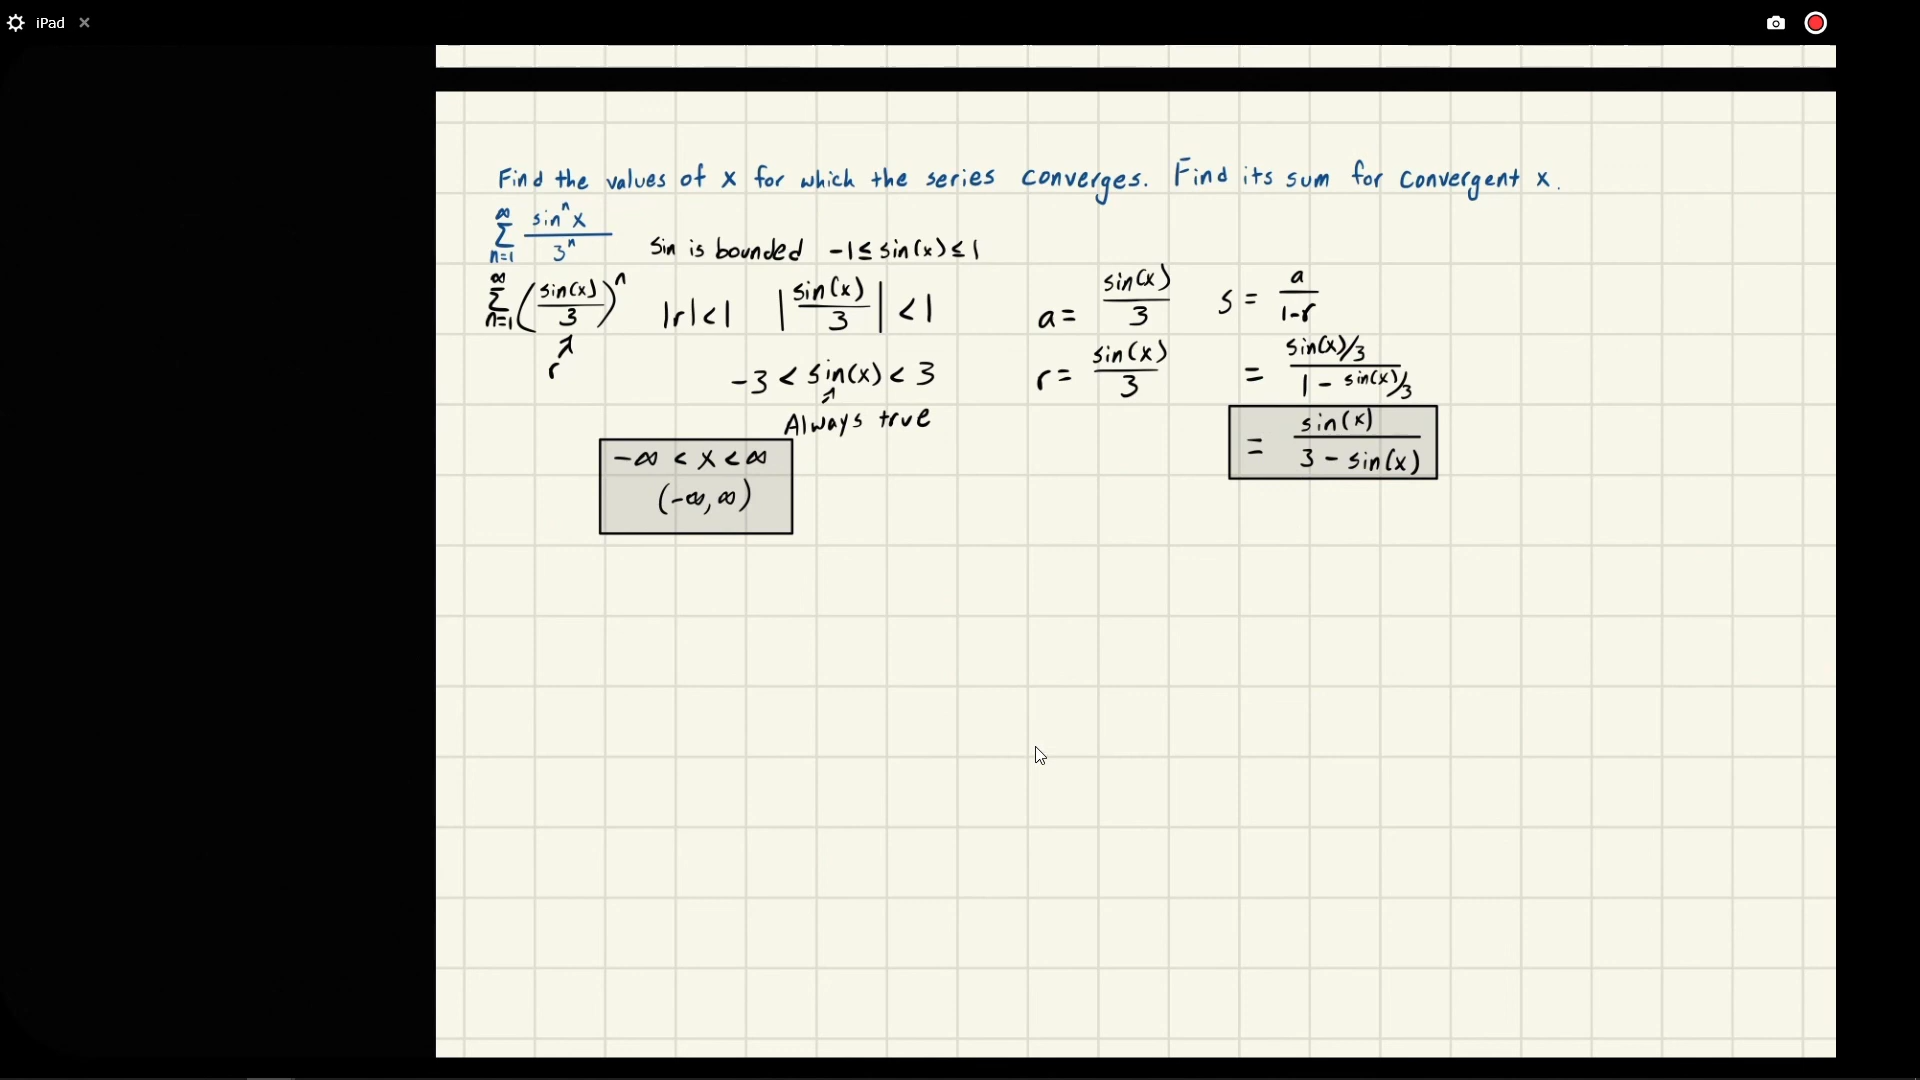 iPad ×
Find the values of x for which the series converges. Find its sum for convergent x.
∞ Σ n=1 sinⁿx / 3ⁿ
sin is bounded -1 ≤ sin(x) ≤ 1
∞ Σ n=1 (sin(x)/3)ⁿ |r| < 1 |sin(x)/3| < 1
r
-3 < sin(x) < 3
Always true
-∞ < x < ∞
(-∞, ∞)
a = sin(x)/3
r = sin(x)/3
S = a/1-r
= sin(x)/3 / 1 - sin(x)/3
= sin(x) / 3 - sin(x)